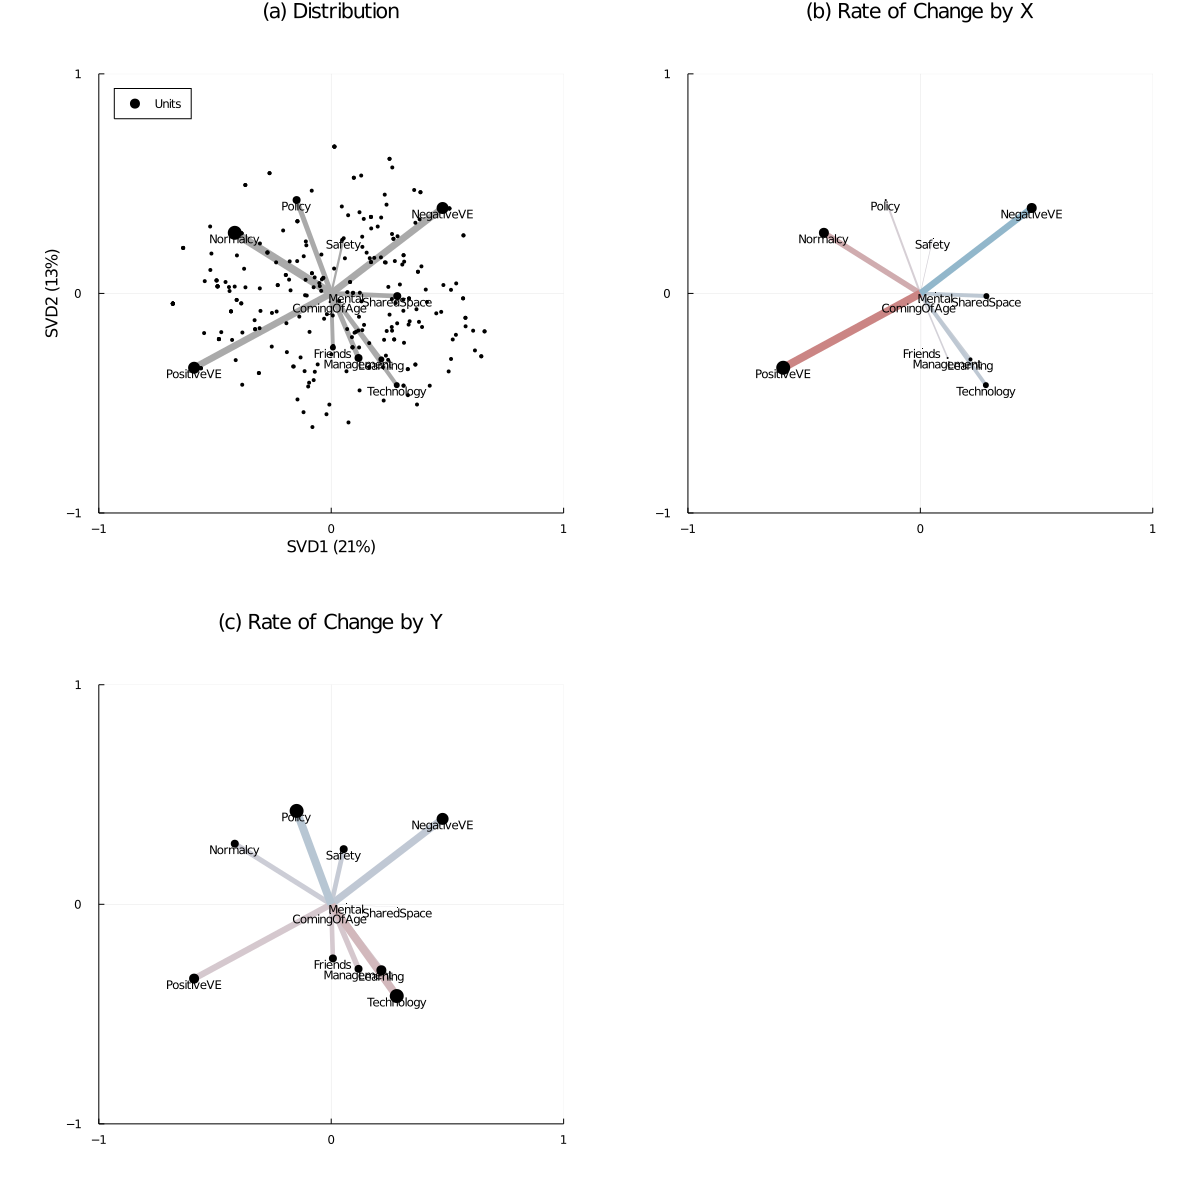 (a) Distribution
(b) Rate of Change by X
1
Units
Policy
NegativeVE
Normalcy
Safety
SVD2 (13%)
0
Mental
SharedSpace
ComingOfAge
Friends
Management
Learning
PositiveVE
Technology
−1
−1
0
1
SVD1 (21%)
1
Policy
NegativeVE
Normalcy
Safety
0
Mental
SharedSpace
ComingOfAge
Friends
Management
Learning
PositiveVE
Technology
−1
−1
0
1
(c) Rate of Change by Y
1
Policy
NegativeVE
Normalcy
Safety
0
Mental
SharedSpace
ComingOfAge
Friends
Management
Learning
PositiveVE
Technology
−1
−1
0
1